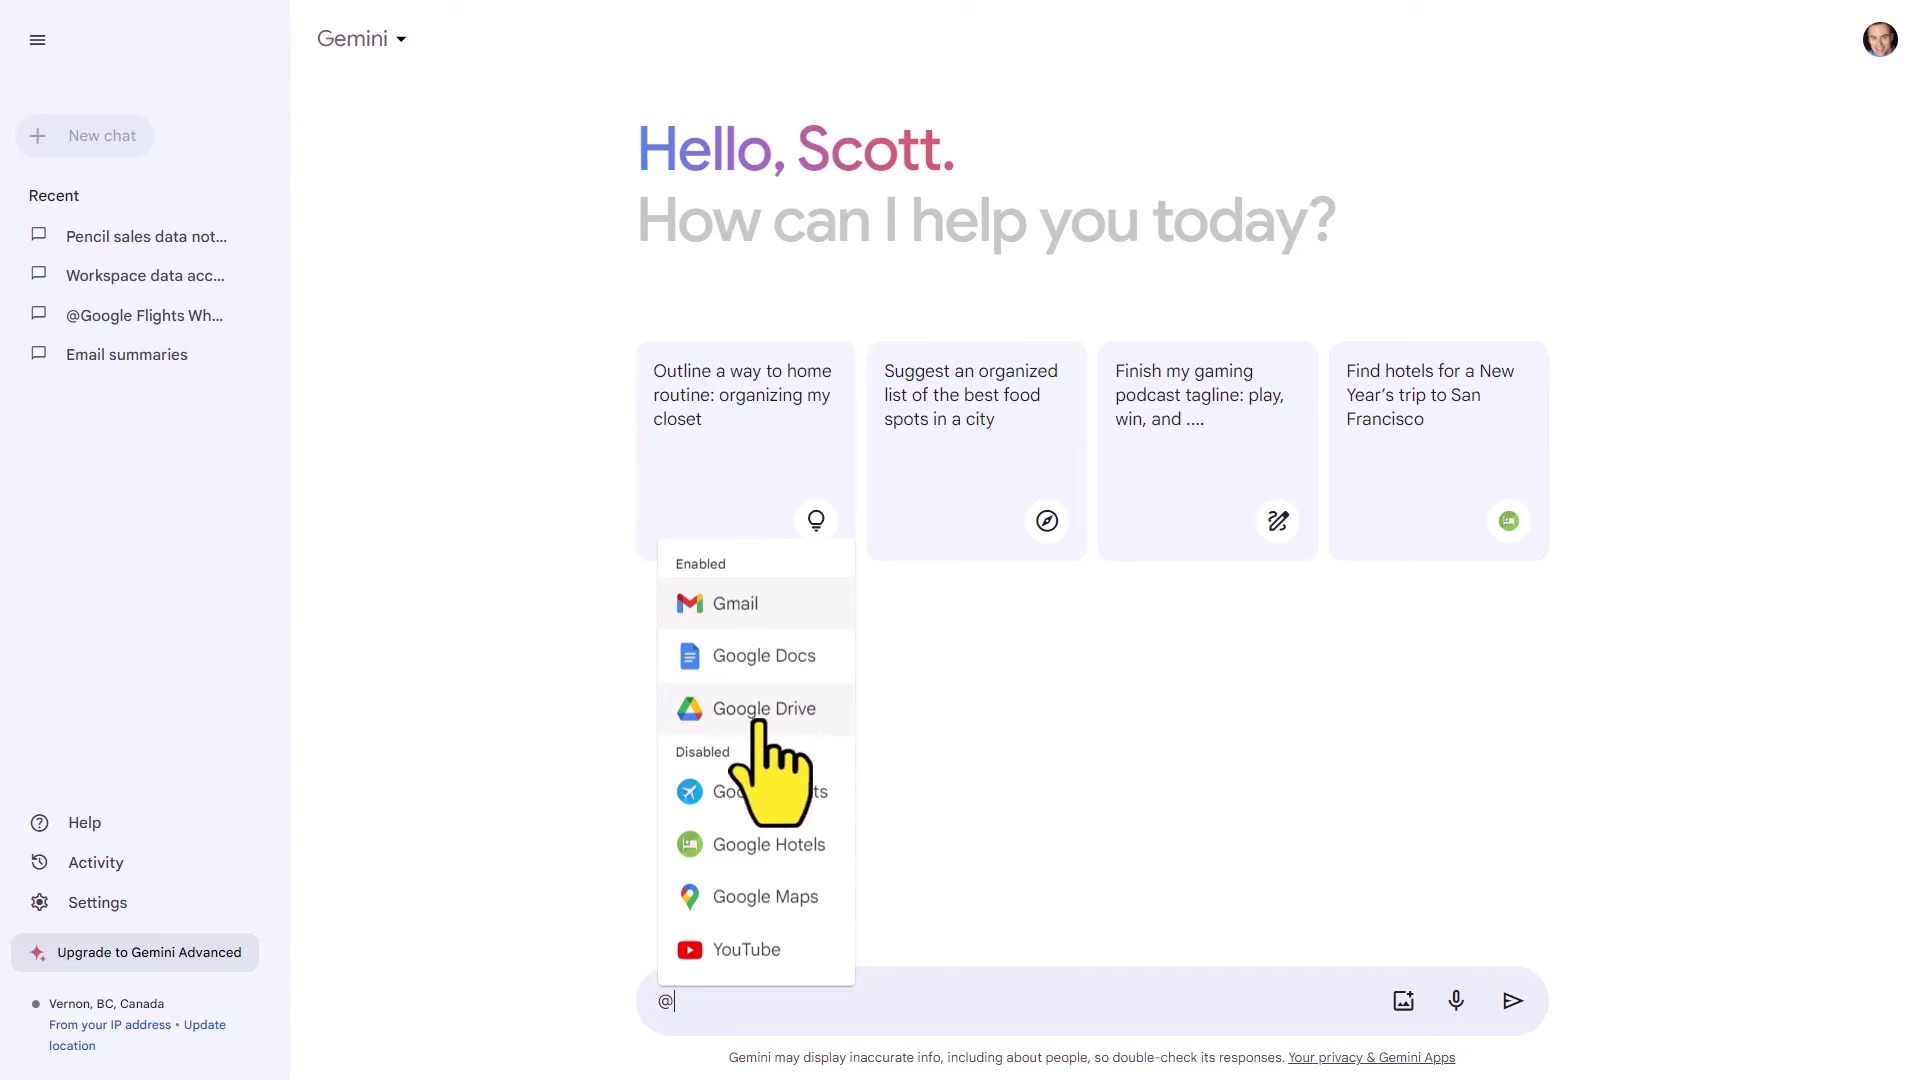 Gemini
New chat
Recent
Pencil sales data not...
Workspace data acc...
@Google Flights Wh...
Email summaries
Help
Activity
Settings
Upgrade to Gemini Advanced
Vernon, BC, Canada
From your IP address • Update
location
Hello, Scott.
How can I help you today?
Outline a way to home
routine: organizing my
closet
Suggest an organized
list of the best food
spots in a city
Finish my gaming
podcast tagline: play,
win, and ....
Find hotels for a New
Year’s trip to San
Francisco
Enabled
Gmail
Google Docs
Google Drive
Disabled
Google Hotels
Google Maps
YouTube
@
Gemini may display inaccurate info, including about people, so double-check its responses. Your privacy & Gemini Apps